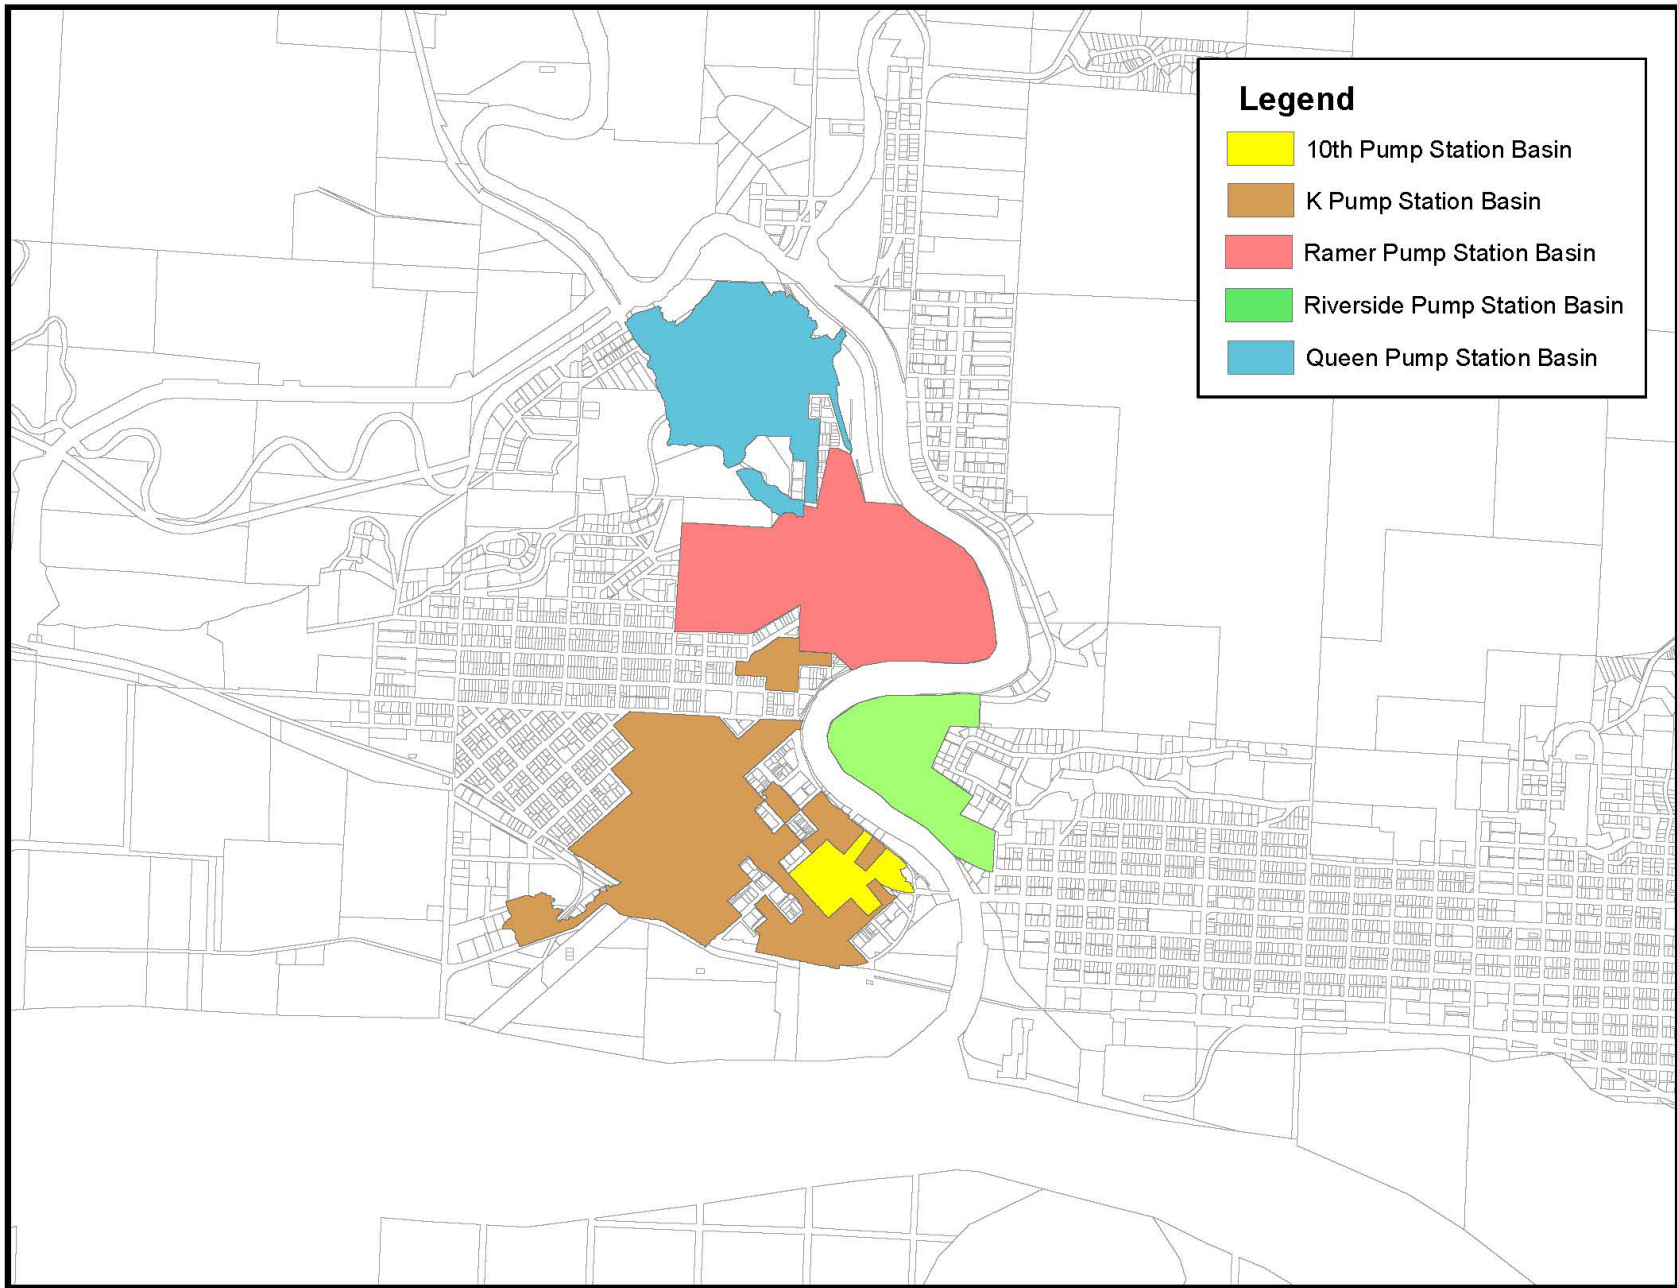 Legend
10th Pump Station Basin
K Pump Station Basin
Ramer Pump Station Basin
Riverside Pump Station Basin
Queen Pump Station Basin